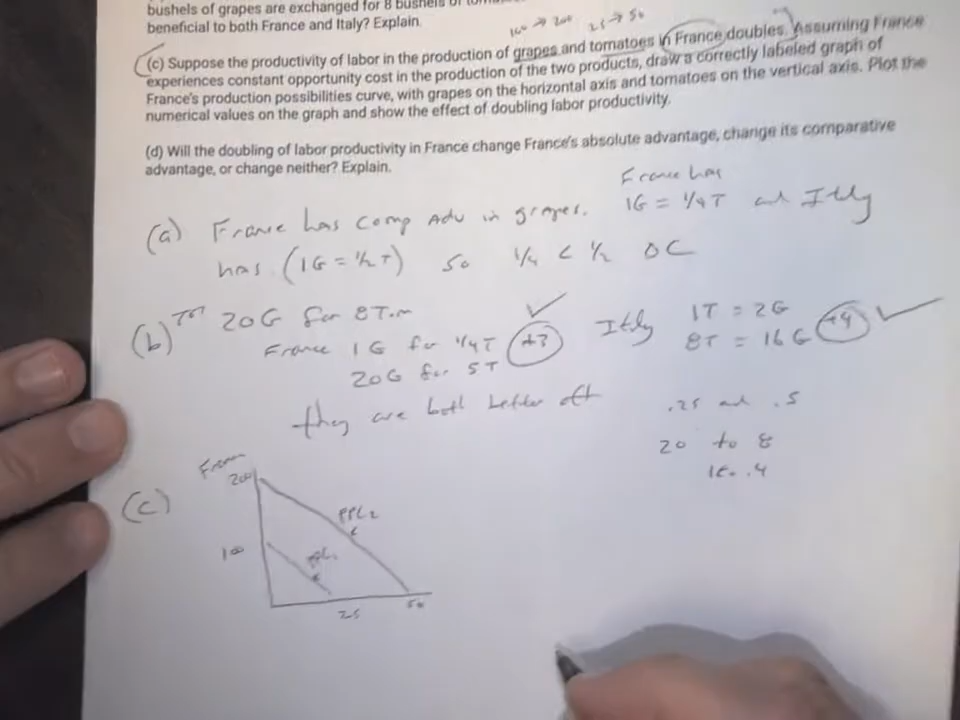 bushels of grapes are exchanged for 8 bushels of
beneficial to both France and Italy? Explain.
100 → 200 25 → 50
(c) Suppose the productivity of labor in the production of grapes and tomatoes in France doubles. Assuming France
experiences constant opportunity cost in the production of the two products, draw a correctly labeled graph of
France's production possibilities curve, with grapes on the horizontal axis and tomatoes on the vertical axis. Plot the
numerical values on the graph and show the effect of doubling labor productivity.
(d) Will the doubling of labor productivity in France change France's absolute advantage, change its comparative
advantage, or change neither? Explain.
(a) France has comp Adv in grapes. France has
1G = 1/4T and Italy
has (1G = 1/2 T) so 1/4 < 1/2 OC
(b) 20G for 8Tom
France 1G for 1/4T +3
20G for 5T
Italy 1T = 2G
8T = 16G +4
they are both better off
.25 and .5
20 to 8
1 to .4
(c)
200
100
PPC2
25
50